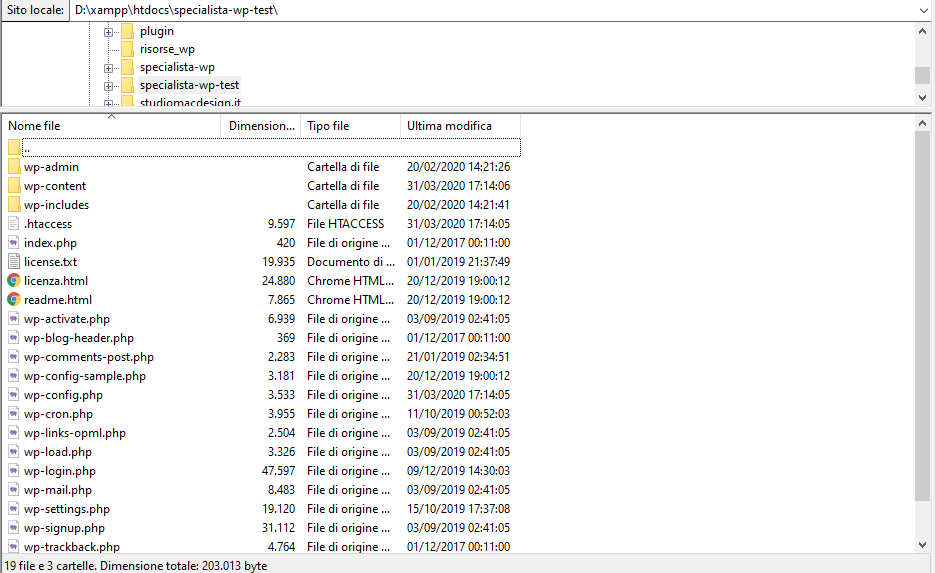 Sito locale: D:\xampp\htdocs\specialista-wp-test\
plugin
risorse_wp
specialista-wp
specialista-wp-test
studiomacdesign.it
Nome file Dimension... Tipo file Ultima modifica
..
wp-admin Cartella di file 20/02/2020 14:21:26
wp-content Cartella di file 31/03/2020 17:14:06
wp-includes Cartella di file 20/02/2020 14:21:41
.htaccess 9.597 File HTACCESS 31/03/2020 17:14:05
index.php 420 File di origine ... 01/12/2017 00:11:00
license.txt 19.935 Documento di ... 01/01/2019 21:37:49
licenza.html 24.880 Chrome HTML... 20/12/2019 19:00:12
readme.html 7.865 Chrome HTML... 20/12/2019 19:00:12
wp-activate.php 6.939 File di origine ... 03/09/2019 02:41:05
wp-blog-header.php 369 File di origine ... 01/12/2017 00:11:00
wp-comments-post.php 2.283 File di origine ... 21/01/2019 02:34:51
wp-config-sample.php 3.181 File di origine ... 20/12/2019 19:00:12
wp-config.php 3.533 File di origine ... 31/03/2020 17:14:05
wp-cron.php 3.955 File di origine ... 11/10/2019 00:52:03
wp-links-opml.php 2.504 File di origine ... 03/09/2019 02:41:05
wp-load.php 3.326 File di origine ... 03/09/2019 02:41:05
wp-login.php 47.597 File di origine ... 09/12/2019 14:30:03
wp-mail.php 8.483 File di origine ... 03/09/2019 02:41:05
wp-settings.php 19.120 File di origine ... 15/10/2019 17:37:08
wp-signup.php 31.112 File di origine ... 03/09/2019 02:41:05
wp-trackback.php 4.764 File di origine ... 01/12/2017 00:11:00
19 file e 3 cartelle. Dimensione totale: 203.013 byte